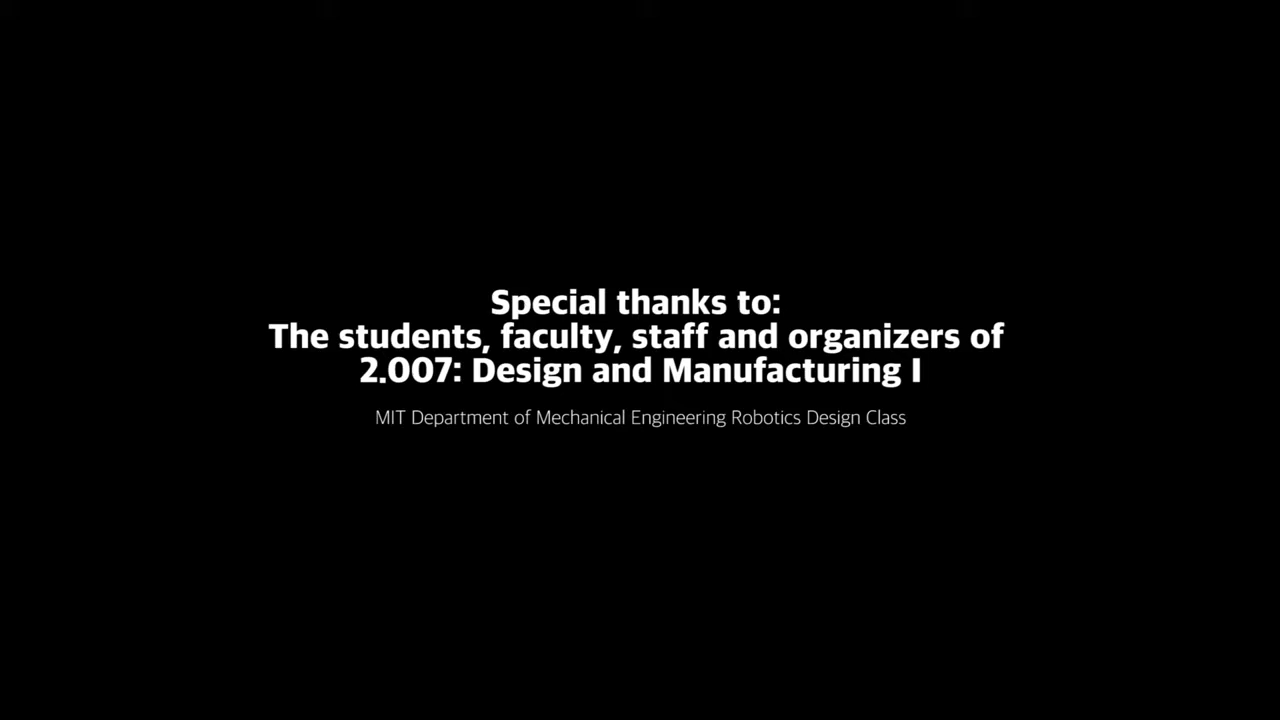 Special thanks to:
The students, faculty, staff and organizers of
2.007: Design and Manufacturing I
MIT Department of Mechanical Engineering Robotics Design Class